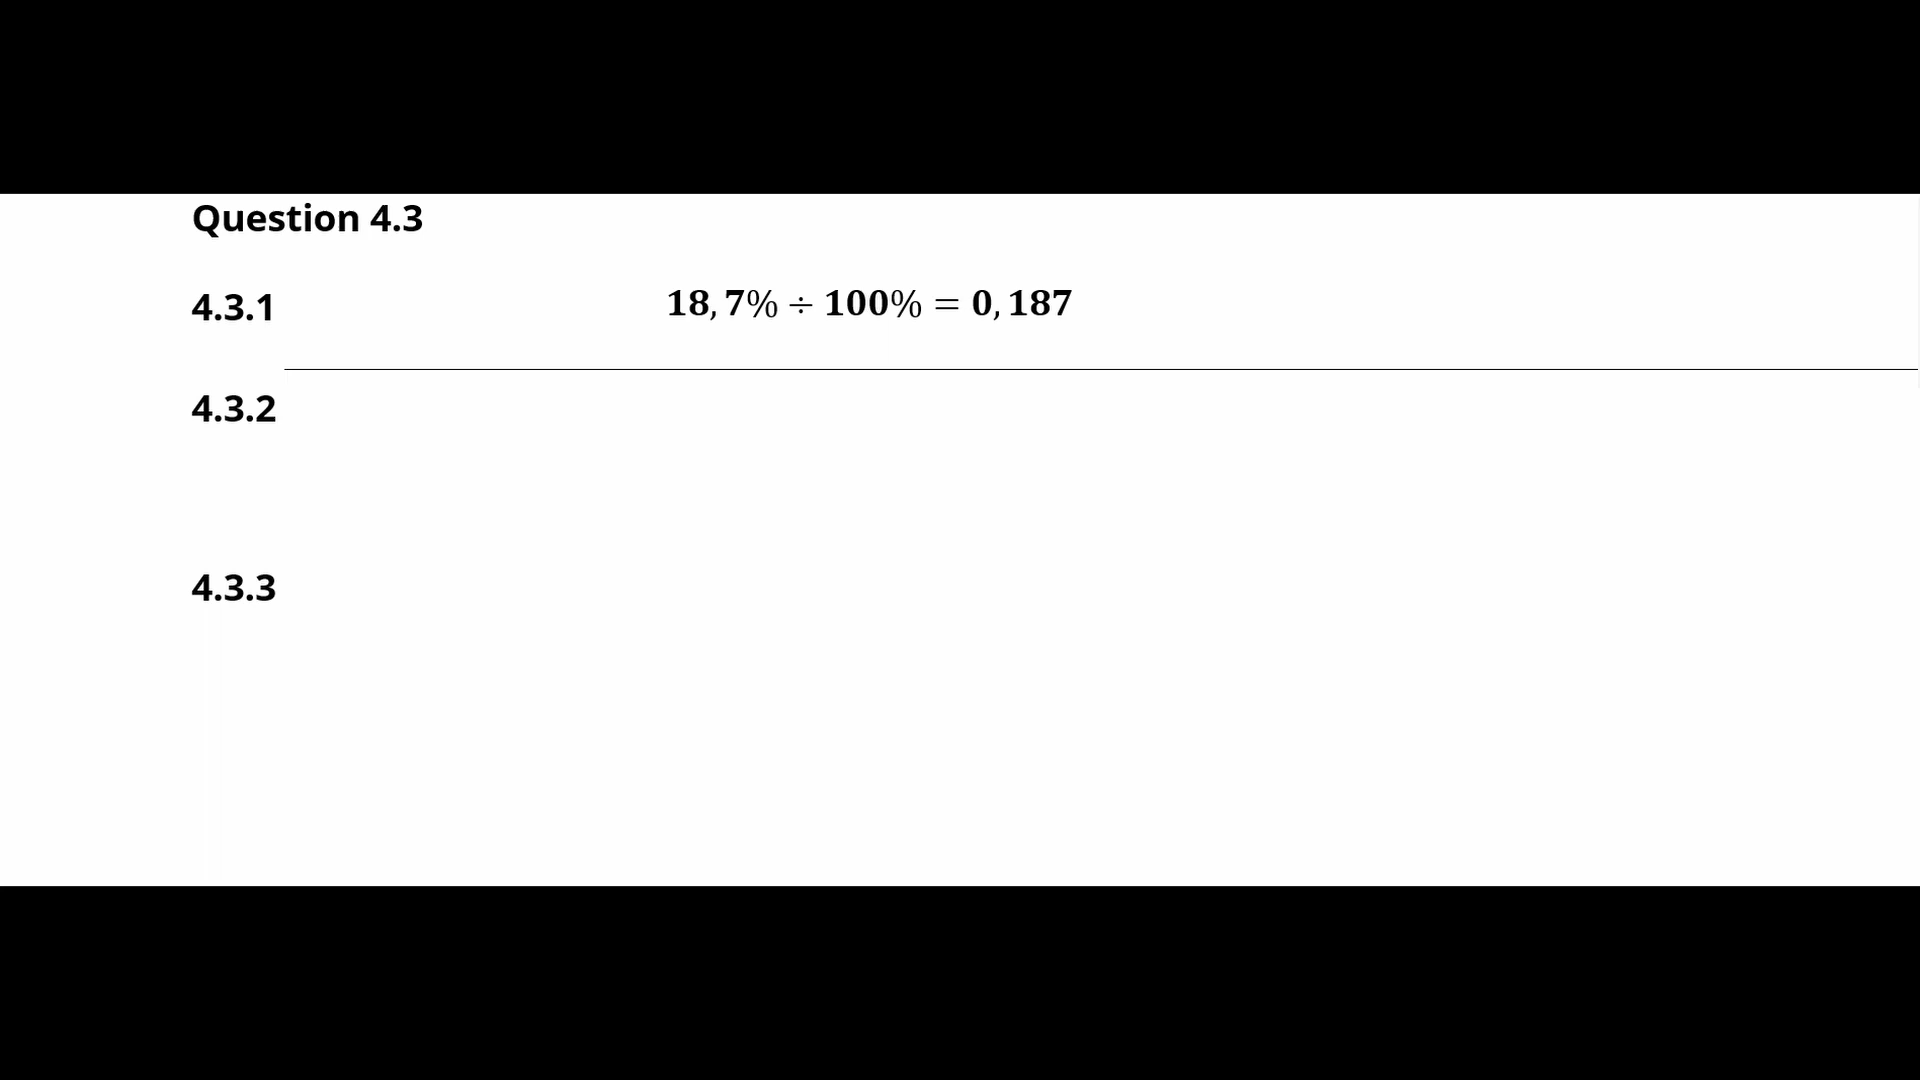 Question 4.3
4.3.1 18,7% ÷ 100% = 0,187
4.3.2
4.3.3